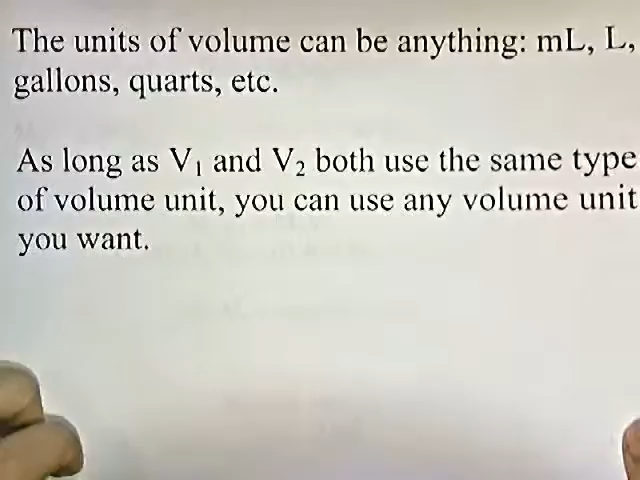 The units of volume can be anything: mL, L,
gallons, quarts, etc.
As long as V₁ and V₂ both use the same type
of volume unit, you can use any volume unit
you want.